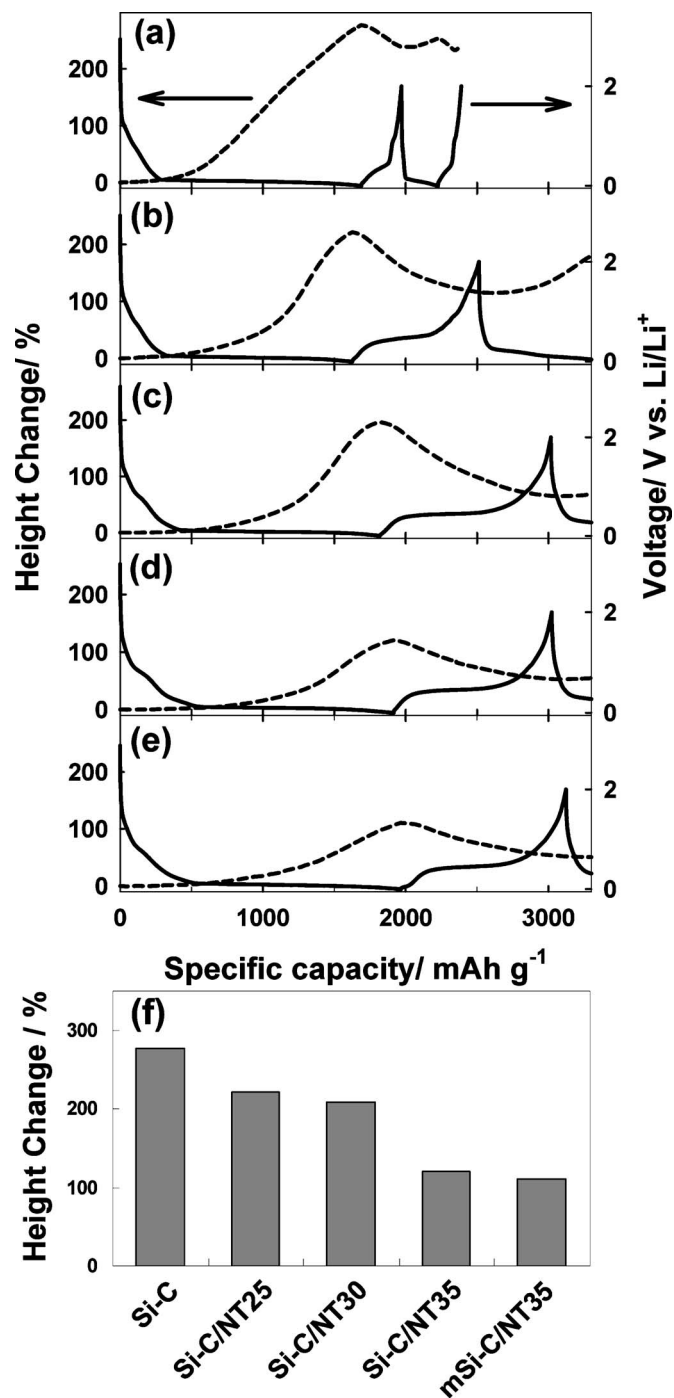 (a)
200
100
0
2
1
0
(b)
200
100
0
2
1
0
(c)
200
100
0
2
1
0
(d)
200
100
0
2
1
0
(e)
200
100
0
2
1
0
Height Change/ %
Voltage/ V vs. Li/Li+
0 1000 2000 3000
Specific capacity/ mAh g-1
(f)
Height Change / %
300
200
100
0
Si-C
Si-C/NT25
Si-C/NT30
Si-C/NT35
mSi-C/NT35